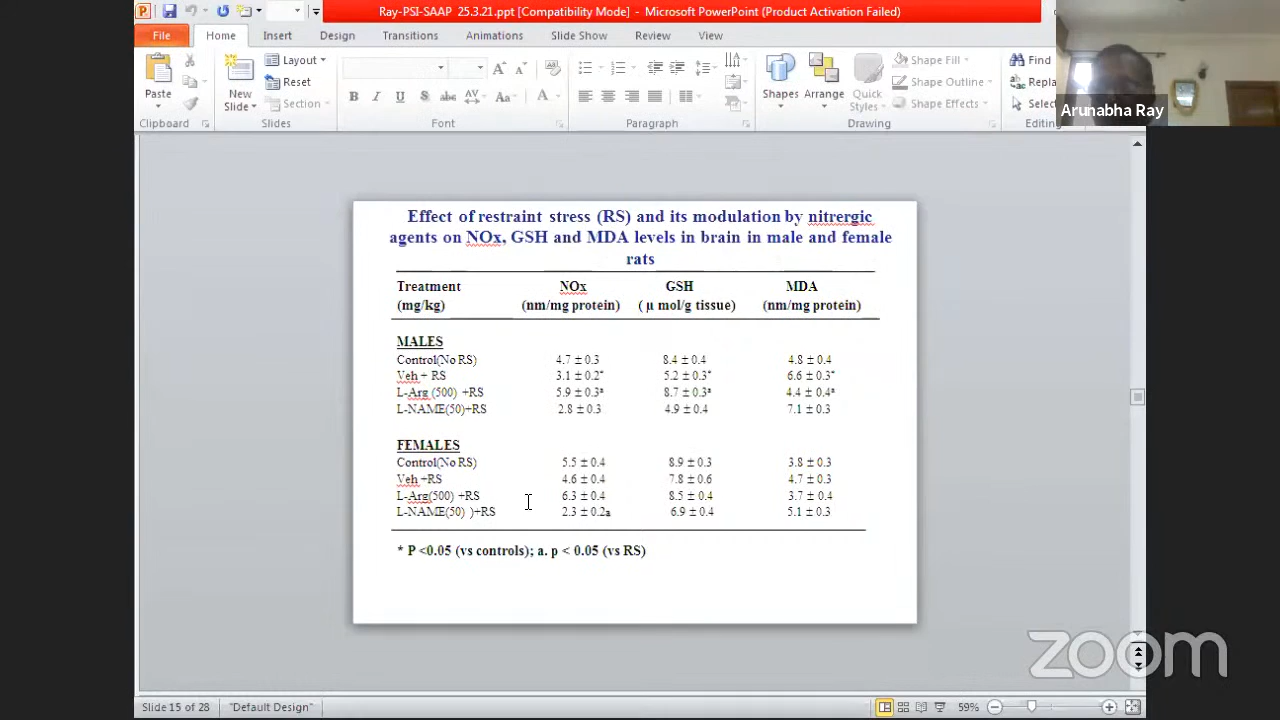 Ray-PSI-SAAP 25.3.21.ppt [Compatibility Mode] - Microsoft PowerPoint (Product Activation Failed)
File Home Insert Design Transitions Animations Slide Show Review View
Paste
Clipboard
New Slide
Layout
Reset
Section
Slides
B I U S abc AV Aa A
Font
Paragraph
Shapes
Arrange
Quick Styles
Shape Fill
Shape Outline
Shape Effects
Drawing
Find
Repla
Selec
Editing
Arunabha Ray
Effect of restraint stress (RS) and its modulation by nitrergic
agents on NOx, GSH and MDA levels in brain in male and female
rats
Treatment NOx GSH MDA
(mg/kg) (nm/mg protein) ( µ mol/g tissue) (nm/mg protein)
MALES
Control(No RS) 4.7 ± 0.3 8.4 ± 0.4 4.8 ± 0.4
Veh + RS 3.1 ± 0.2* 5.2 ± 0.3* 6.6 ± 0.3*
L-Arg (500) +RS 5.9 ± 0.3ª 8.7 ± 0.3ª 4.4 ± 0.4ª
L-NAME(50)+RS 2.8 ± 0.3 4.9 ± 0.4 7.1 ± 0.3
FEMALES
Control(No RS) 5.5 ± 0.4 8.9 ± 0.3 3.8 ± 0.3
Veh +RS 4.6 ± 0.4 7.8 ± 0.6 4.7 ± 0.3
L-Arg(500) +RS 6.3 ± 0.4 8.5 ± 0.4 3.7 ± 0.4
L-NAME(50) )+RS 2.3 ± 0.2a 6.9 ± 0.4 5.1 ± 0.3
* P <0.05 (vs controls); a. p < 0.05 (vs RS)
zoom
Slide 15 of 28 "Default Design" 59%